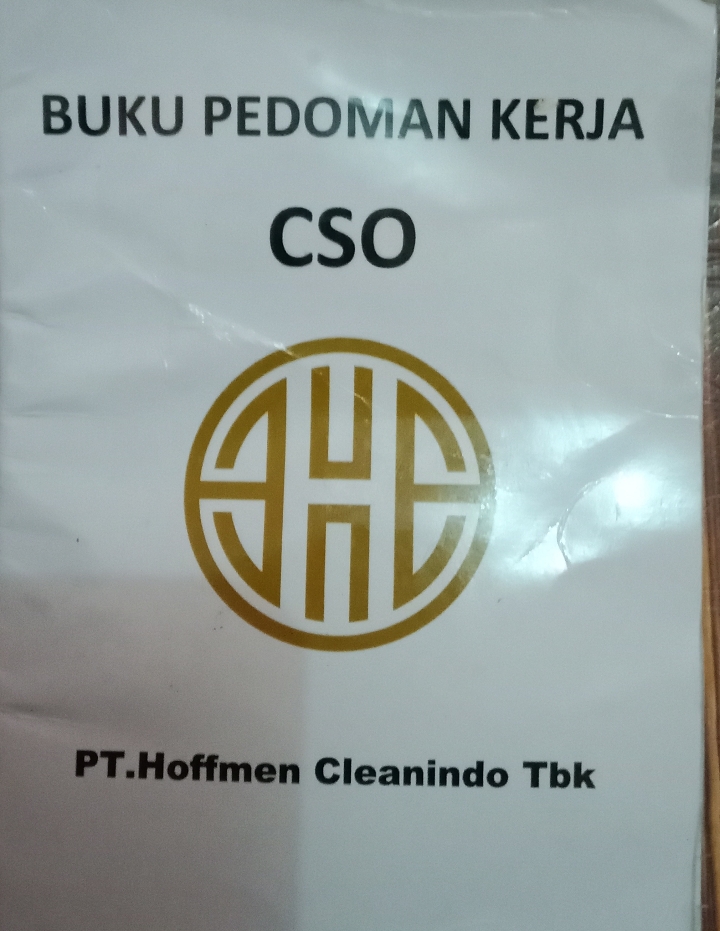 BUKU PEDOMAN KERJA
CSO
PT.Hoffmen Cleanindo Tbk